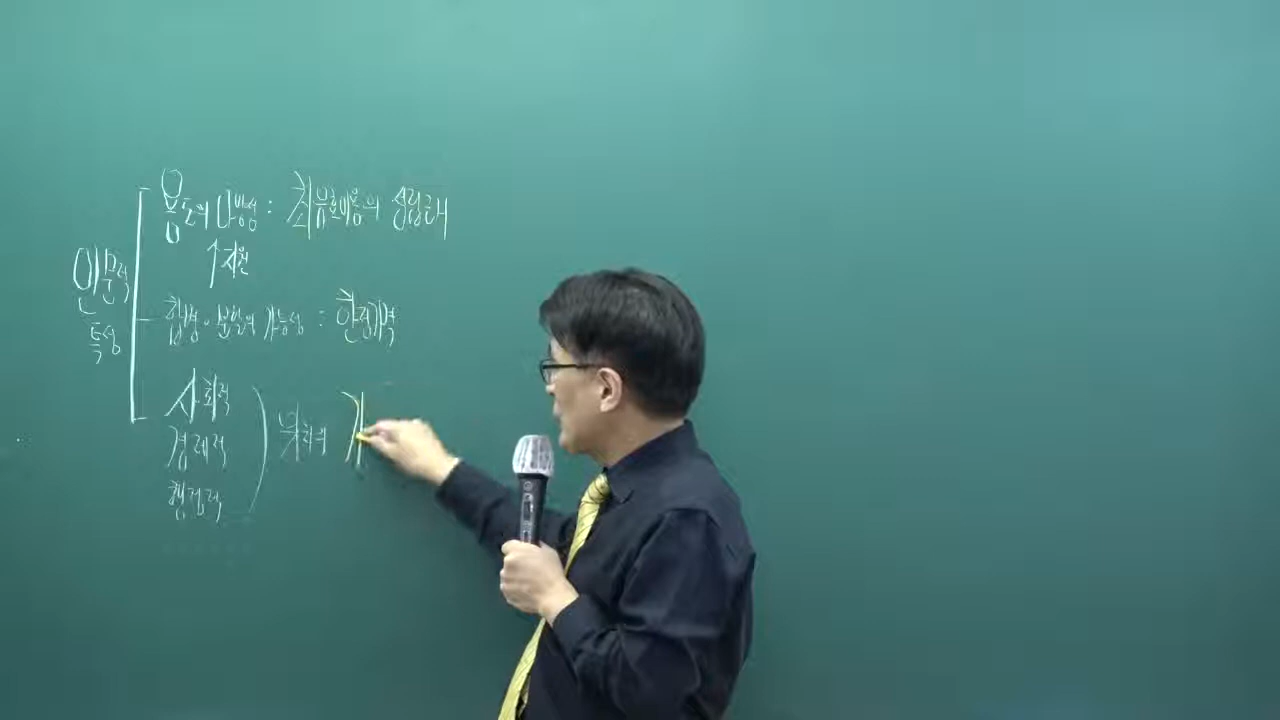 용도의 다양성 : 최유효이용의 성립근거
↑지원
인문적
특성
합병·분할의 가능성 : 한정가격
사회적
경제적
행정적
위치의 가